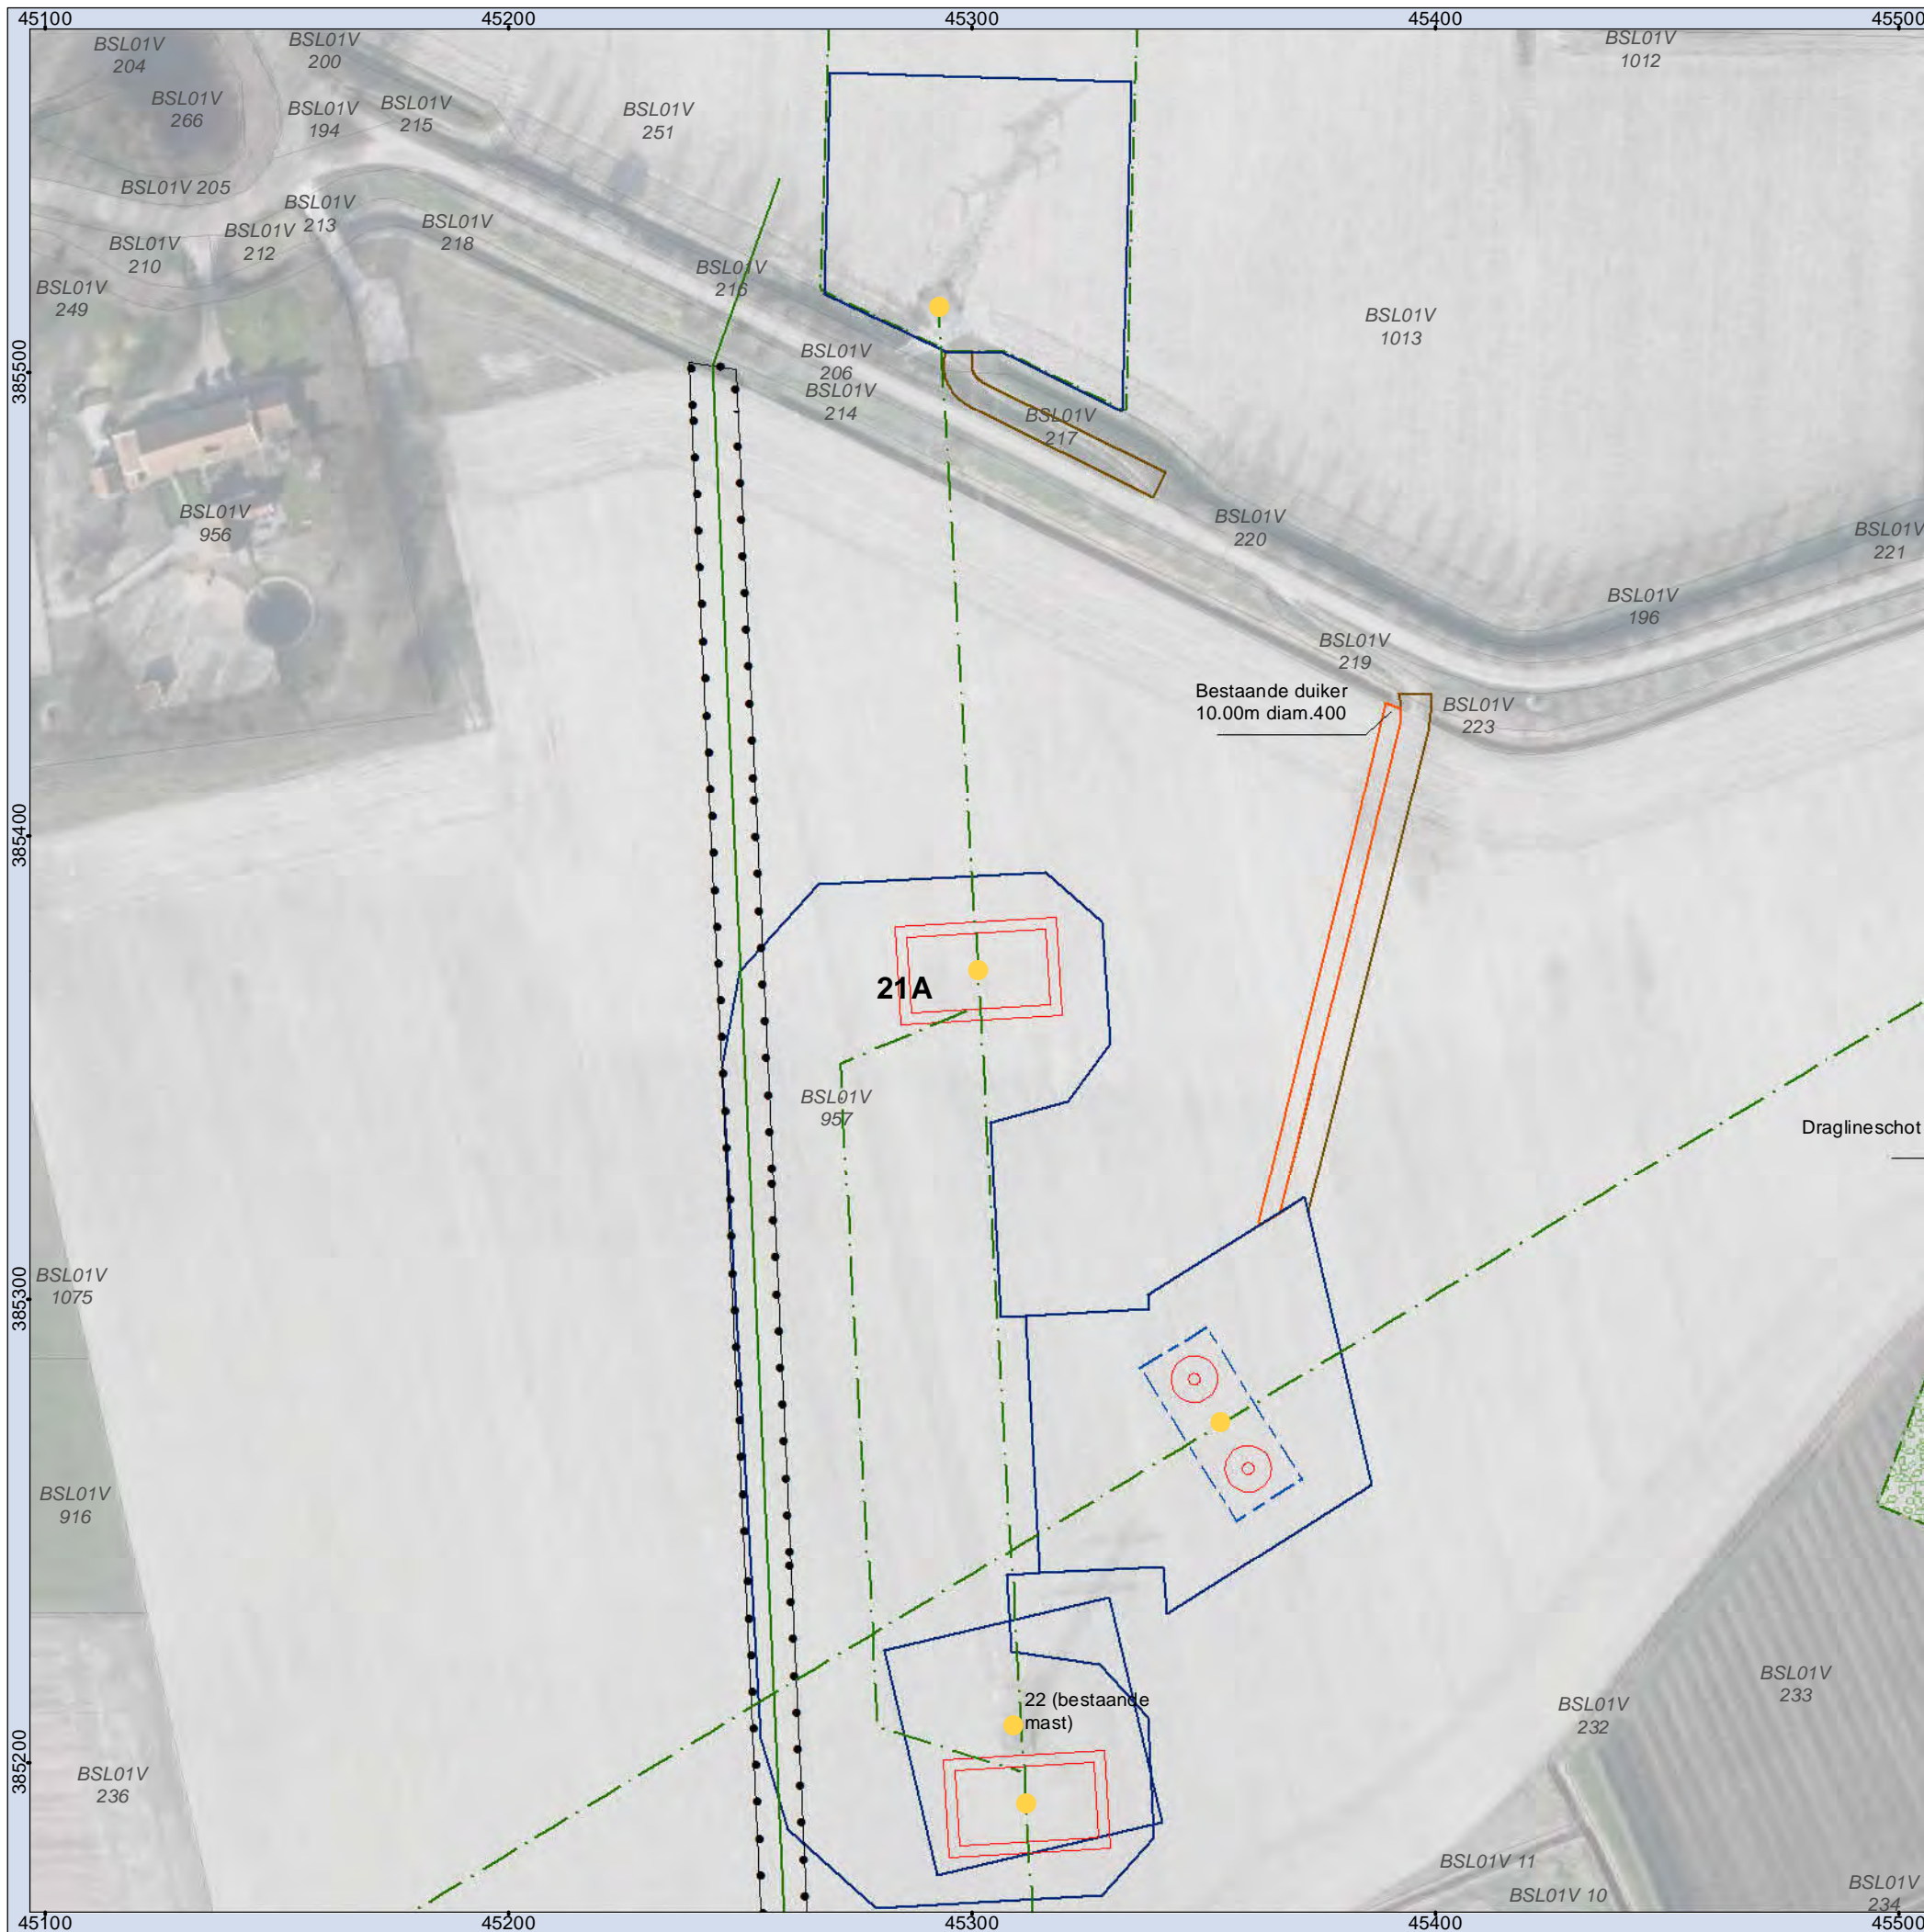 45100
45200
45300
45400
45500
BSL01V
204
BSL01V
200
BSL01V
1012
BSL01V
266
BSL01V
194
BSL01V
215
BSL01V
251
BSL01V 205
BSL01V
213
BSL01V
212
BSL01V
218
BSL01V
210
BSL01V
249
BSL01V
216
BSL01V
1013
385500
BSL01V
206
BSL01V
214
BSL01V
217
BSL01V
956
BSL01V
220
BSL01V
221
BSL01V
196
BSL01V
219
Bestaande duiker
10.00m diam.400
BSL01V
223
385400
21A
BSL01V
957
Draglineschot
BSL01V
1075
385300
BSL01V
916
22 (bestaande
mast)
BSL01V
233
BSL01V
232
385200
BSL01V
236
BSL01V 11
BSL01V 10
BSL01V
234
45100
45200
45300
45400
45500